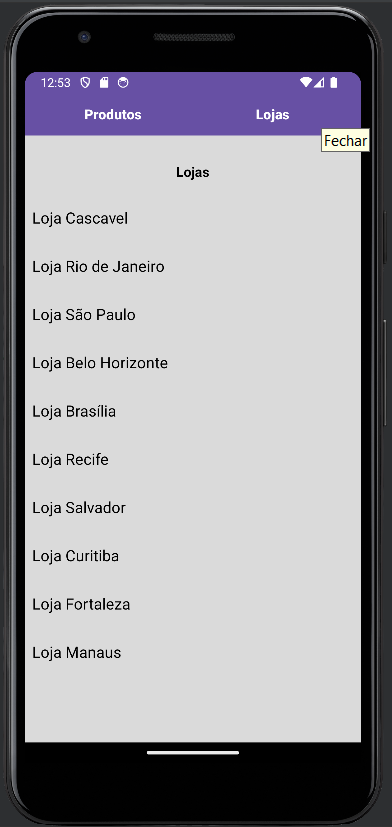 12:53
Produtos Lojas
Fechar
Lojas
Loja Cascavel
Loja Rio de Janeiro
Loja São Paulo
Loja Belo Horizonte
Loja Brasília
Loja Recife
Loja Salvador
Loja Curitiba
Loja Fortaleza
Loja Manaus